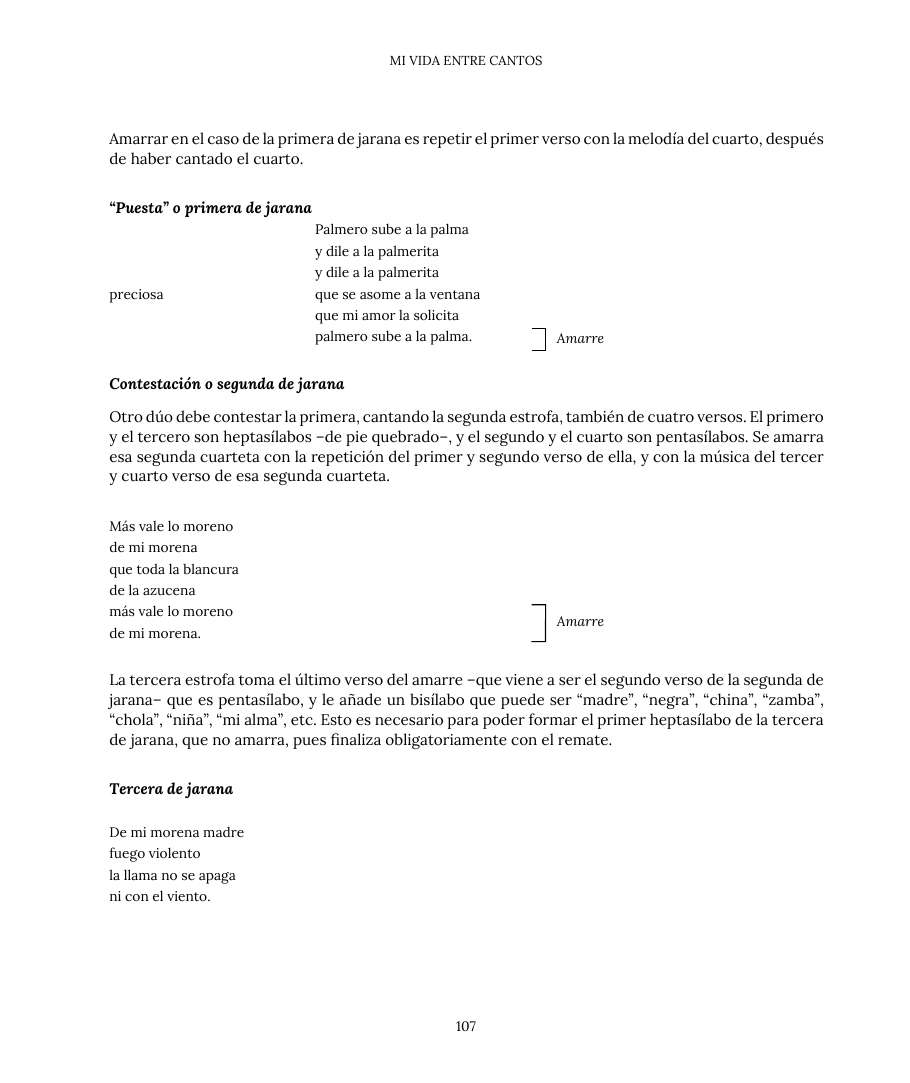 MI VIDA ENTRE CANTOS
Amarrar en el caso de la primera de jarana es repetir el primer verso con la melodía del cuarto, después
de haber cantado el cuarto.
“Puesta” o primera de jarana
Palmero sube a la palma
y dile a la palmerita
y dile a la palmerita
preciosa que se asome a la ventana
que mi amor la solicita
palmero sube a la palma. Amarre
Contestación o segunda de jarana
Otro dúo debe contestar la primera, cantando la segunda estrofa, también de cuatro versos. El primero
y el tercero son heptasílabos –de pie quebrado–, y el segundo y el cuarto son pentasílabos. Se amarra
esa segunda cuarteta con la repetición del primer y segundo verso de ella, y con la música del tercer
y cuarto verso de esa segunda cuarteta.
Más vale lo moreno
de mi morena
que toda la blancura
de la azucena
más vale lo moreno
de mi morena.
Amarre
La tercera estrofa toma el último verso del amarre –que viene a ser el segundo verso de la segunda de
jarana– que es pentasílabo, y le añade un bisílabo que puede ser “madre”, “negra”, “china”, “zamba”,
“chola”, “niña”, “mi alma”, etc. Esto es necesario para poder formar el primer heptasílabo de la tercera
de jarana, que no amarra, pues finaliza obligatoriamente con el remate.
Tercera de jarana
De mi morena madre
fuego violento
la llama no se apaga
ni con el viento.
107